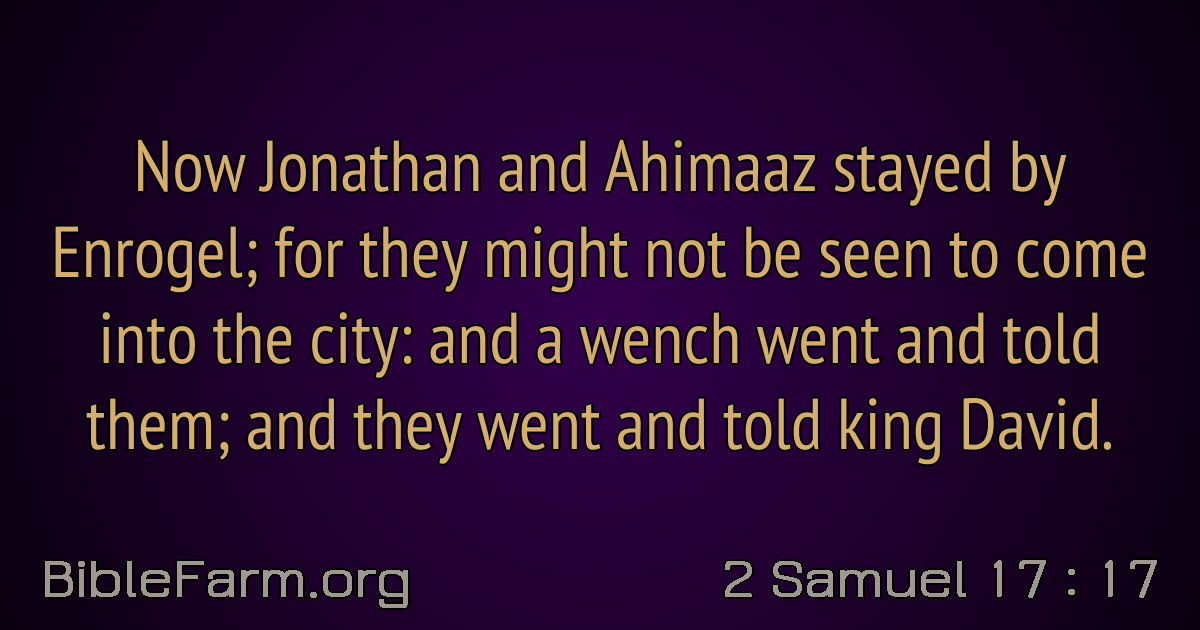 Now Jonathan and Ahimaaz stayed by
Enrogel; for they might not be seen to come
into the city: and a wench went and told
them; and they went and told king David.
BibleFarm.org
2 Samuel 17 : 17